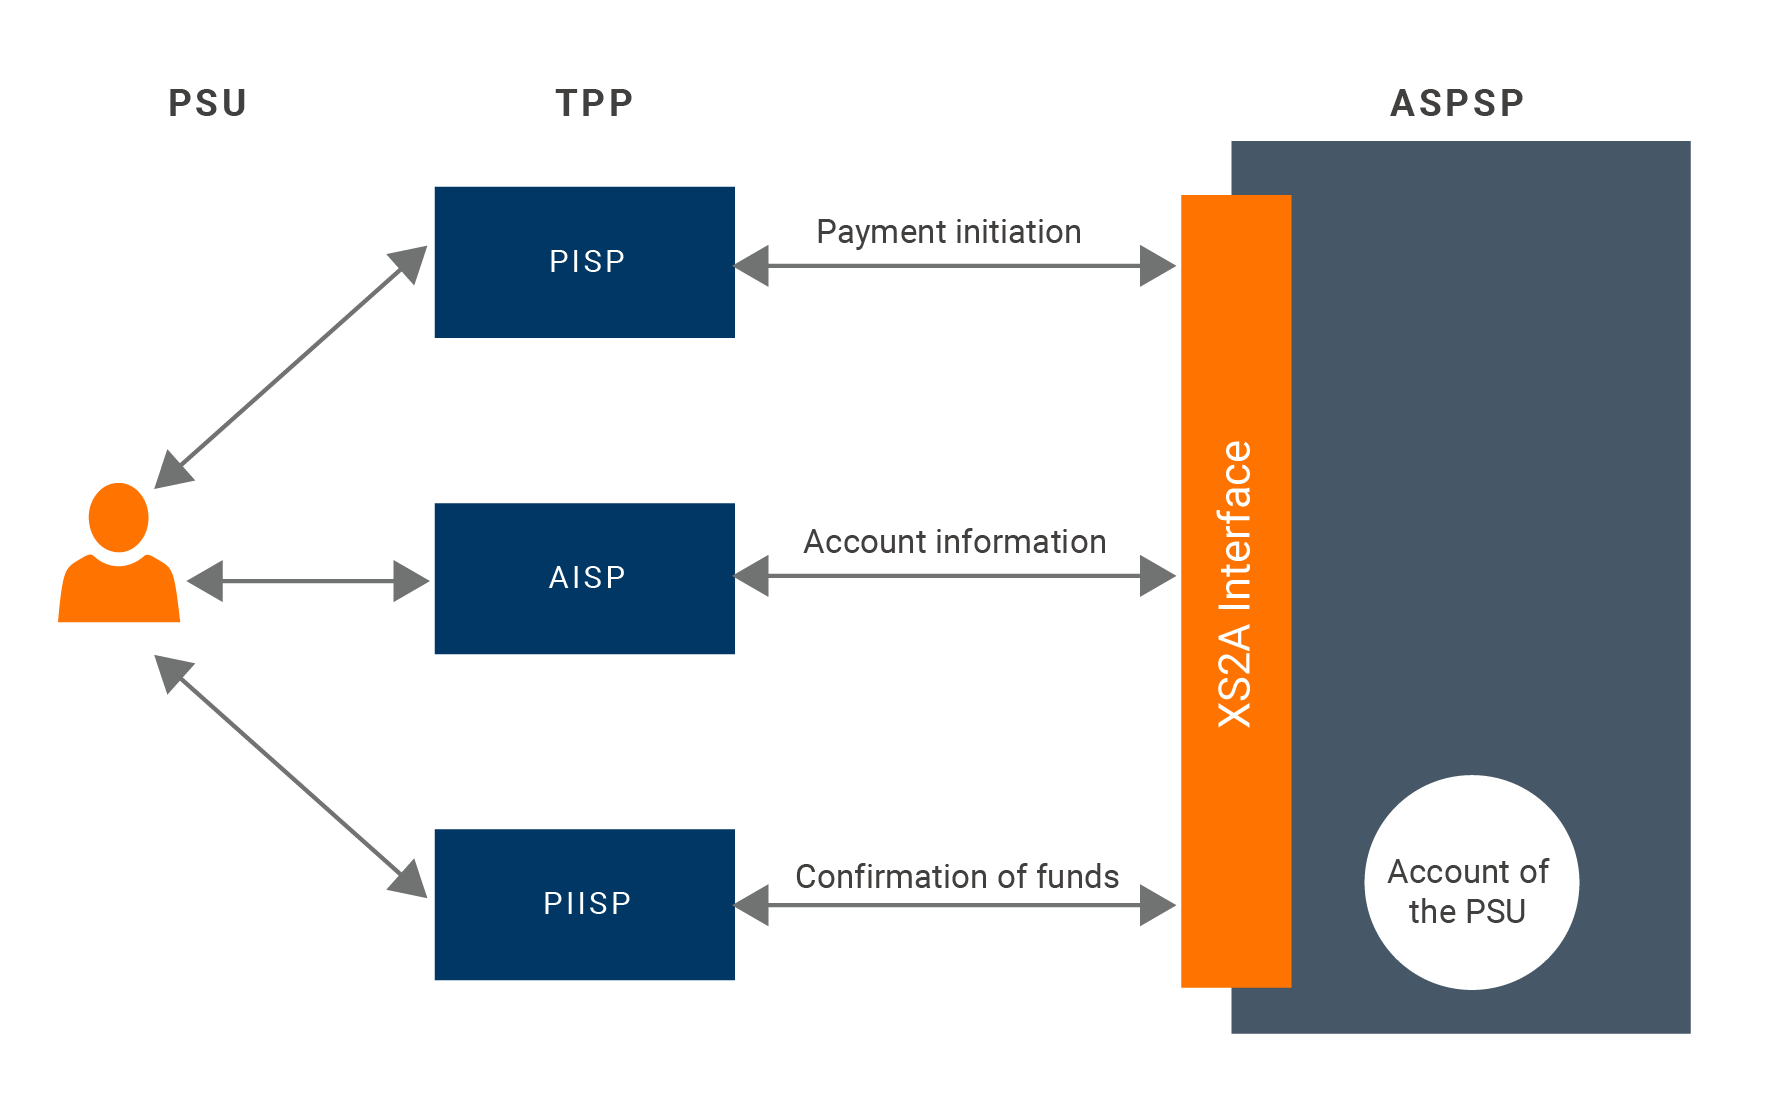 PSU
TPP
ASPSP
PISP
Payment initiation
AISP
Account information
XS2A Interface
PIISP
Confirmation of funds
Account of
the PSU